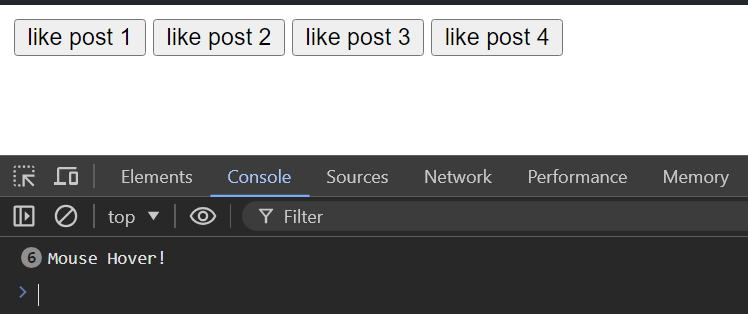 like post 1 like post 2 like post 3 like post 4
Elements Console Sources Network Performance Memory
top Filter
6 Mouse Hover!